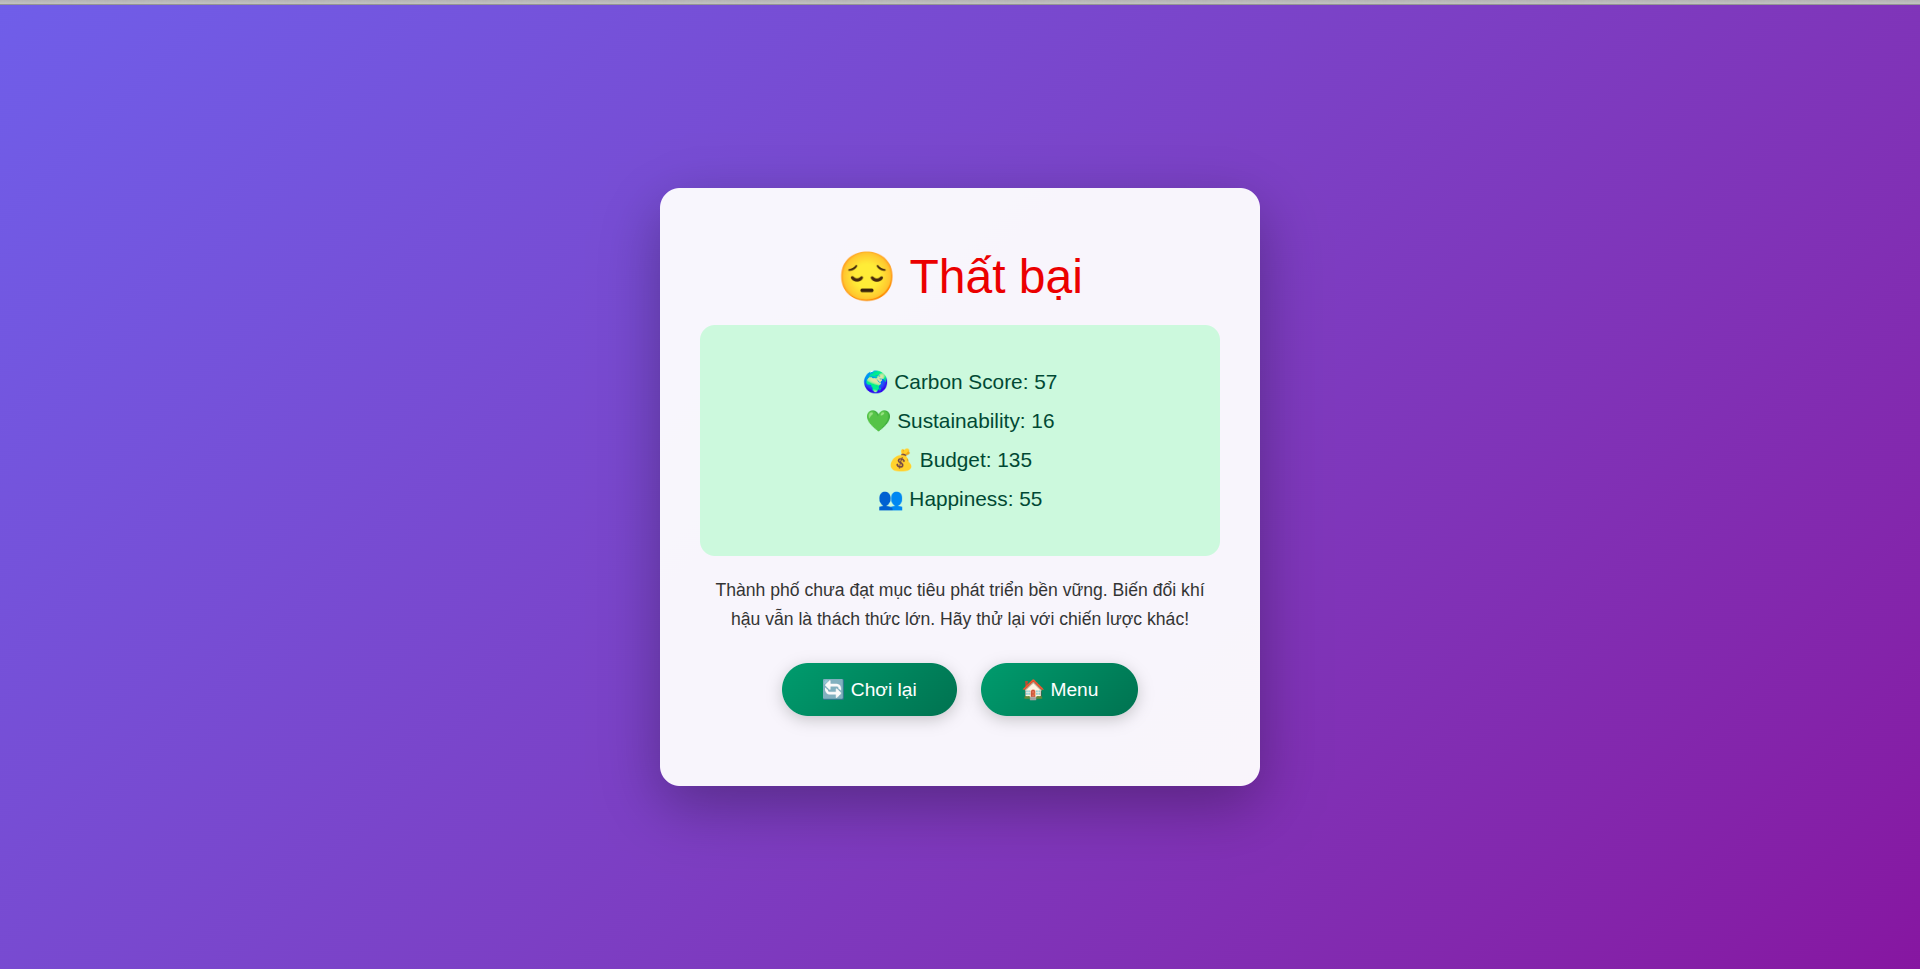 😔 Thất bại
🌍 Carbon Score: 57
💚 Sustainability: 16
💰 Budget: 135
👥 Happiness: 55
Thành phố chưa đạt mục tiêu phát triển bền vững. Biến đổi khí
hậu vẫn là thách thức lớn. Hãy thử lại với chiến lược khác!
🔄 Chơi lại
🏠 Menu